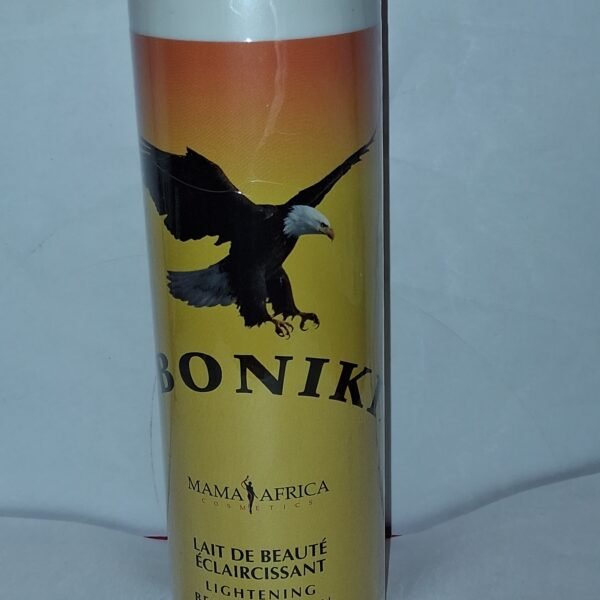 BONIKI
MAMA AFRICA
COSMETICS
LAIT DE BEAUTÉ
ÉCLAIRCISSANT
LIGHTENING